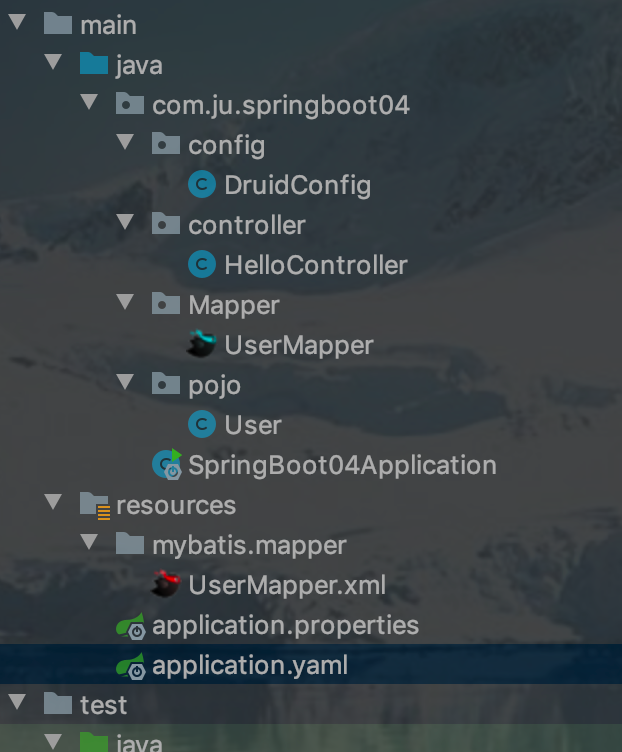 main
java
com.ju.springboot04
config
DruidConfig
controller
HelloController
Mapper
UserMapper
pojo
User
SpringBoot04Application
resources
mybatis.mapper
UserMapper.xml
application.properties
application.yaml
test
java